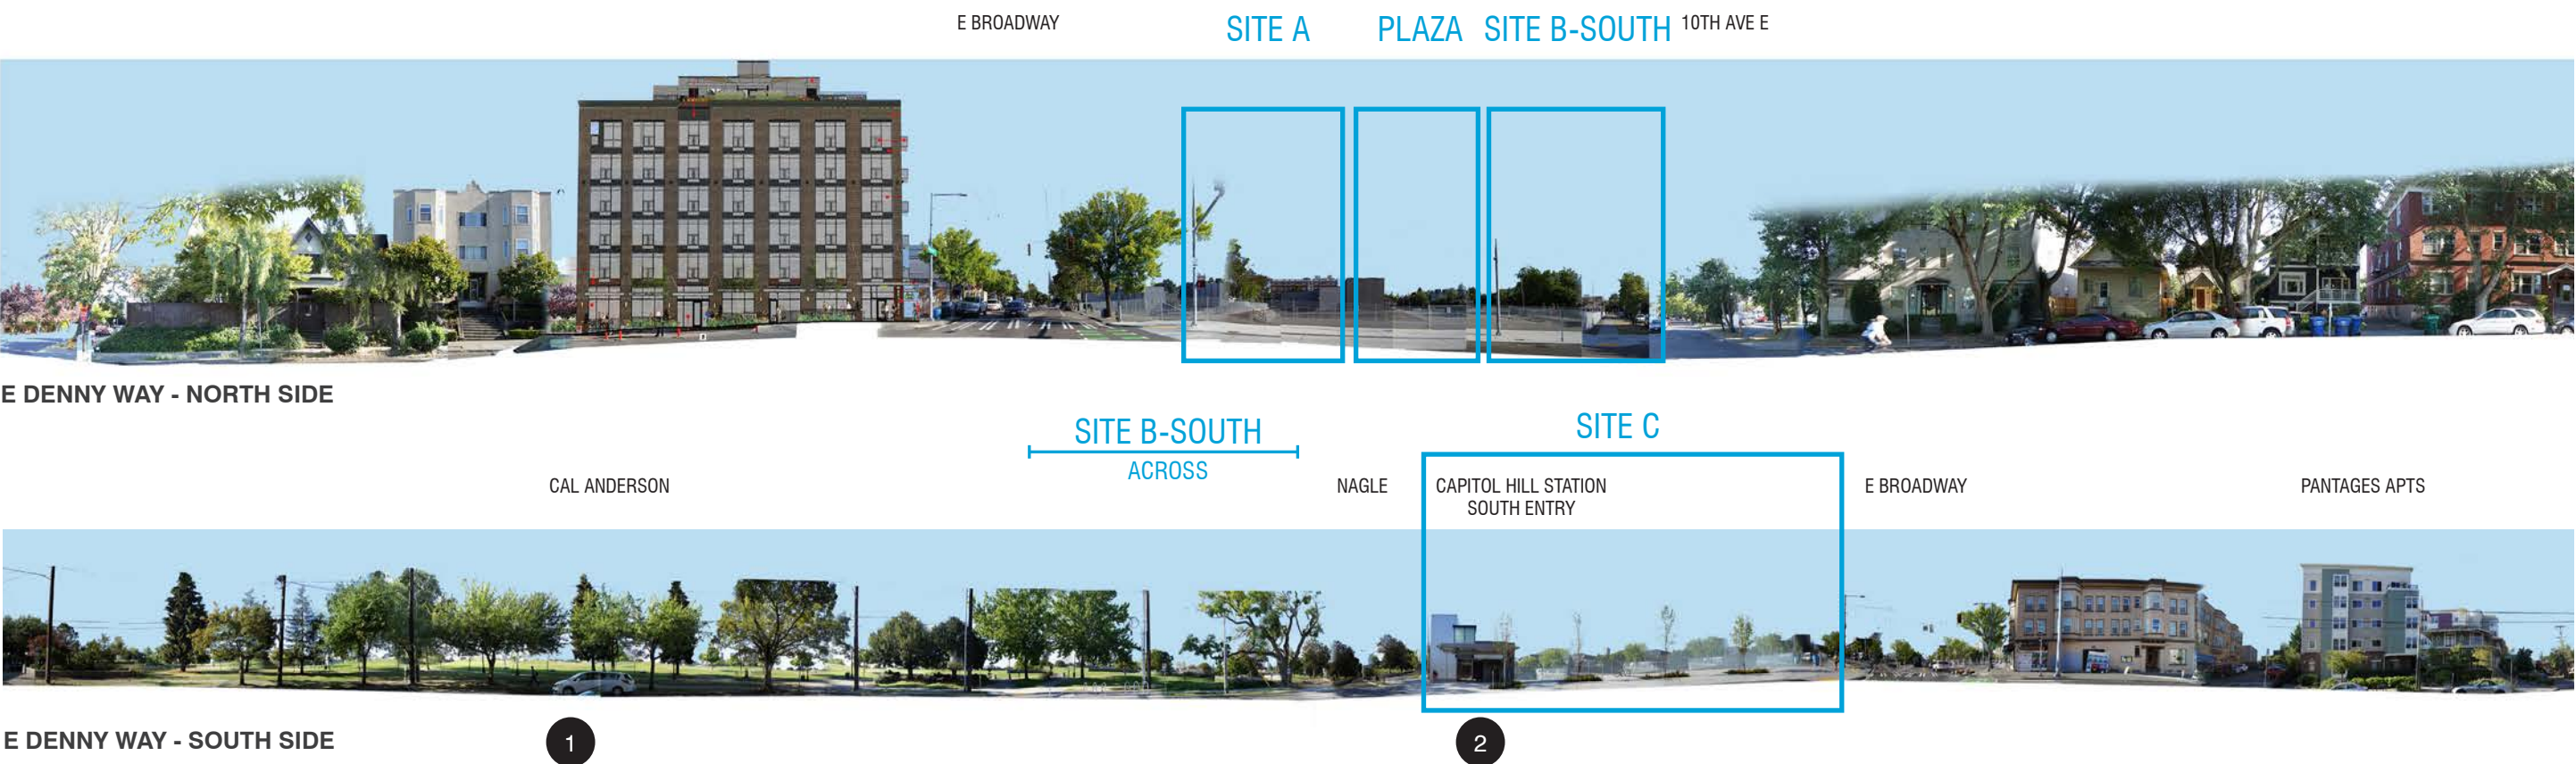 E BROADWAY
SITE A
PLAZA
SITE B-SOUTH
10TH AVE E
E DENNY WAY - NORTH SIDE
SITE B-SOUTH
ACROSS
SITE C
CAL ANDERSON
NAGLE
CAPITOL HILL STATION
SOUTH ENTRY
E BROADWAY
PANTAGES APTS
E DENNY WAY - SOUTH SIDE
1
2